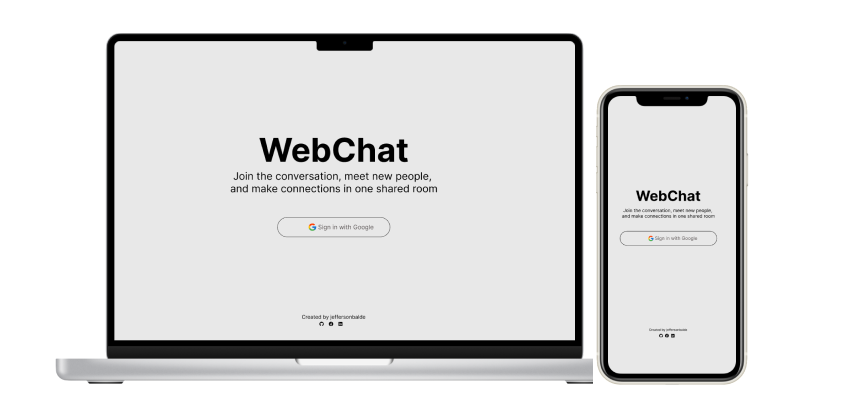 WebChat
Join the conversation, meet new people,
and make connections in one shared room
Sign in with Google
Created by jeffersonbalde
WebChat
Join the conversation, meet new people,
and make connections in one shared room
Sign in with Google
Created by jeffersonbalde